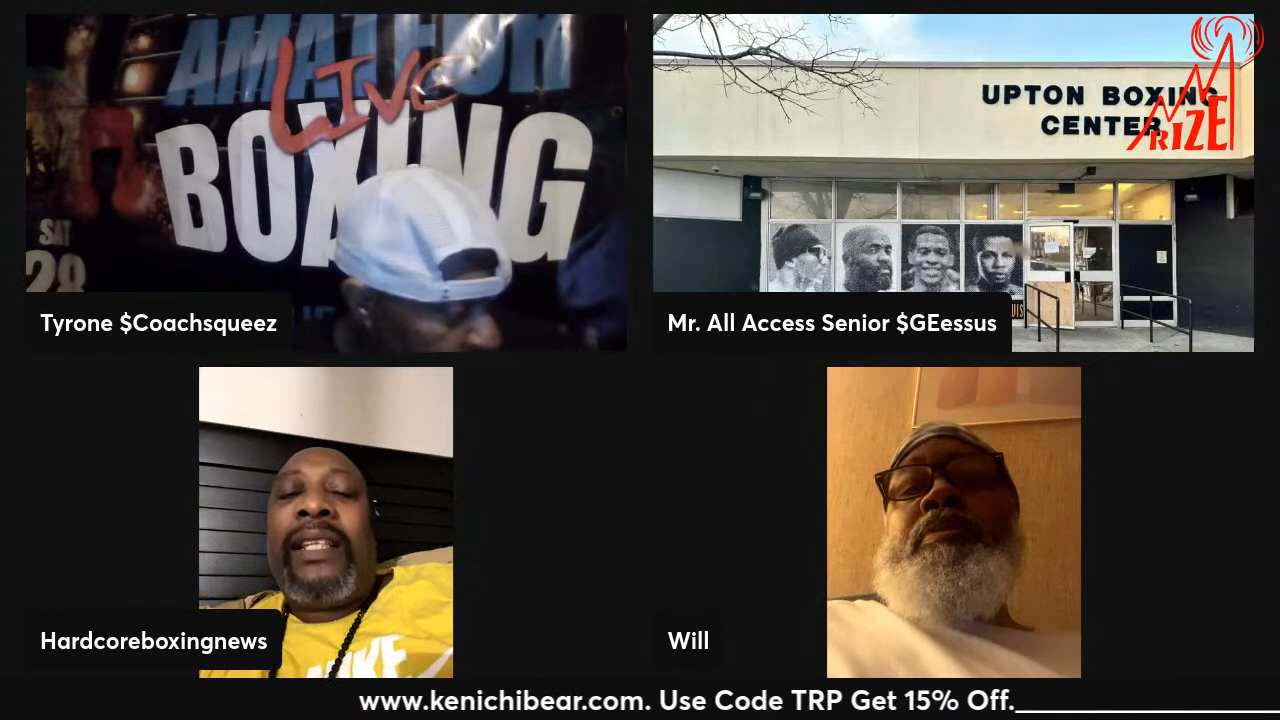 AMATEUR
LIVE
BOXING
SAT
28
Tyrone $Coachsqueez
UPTON BOXING
CENTER
RIZE
Mr. All Access Senior $GEessus
Hardcoreboxingnews
NIKE
Will
www.kenichibear.com. Use Code TRP Get 15% Off.